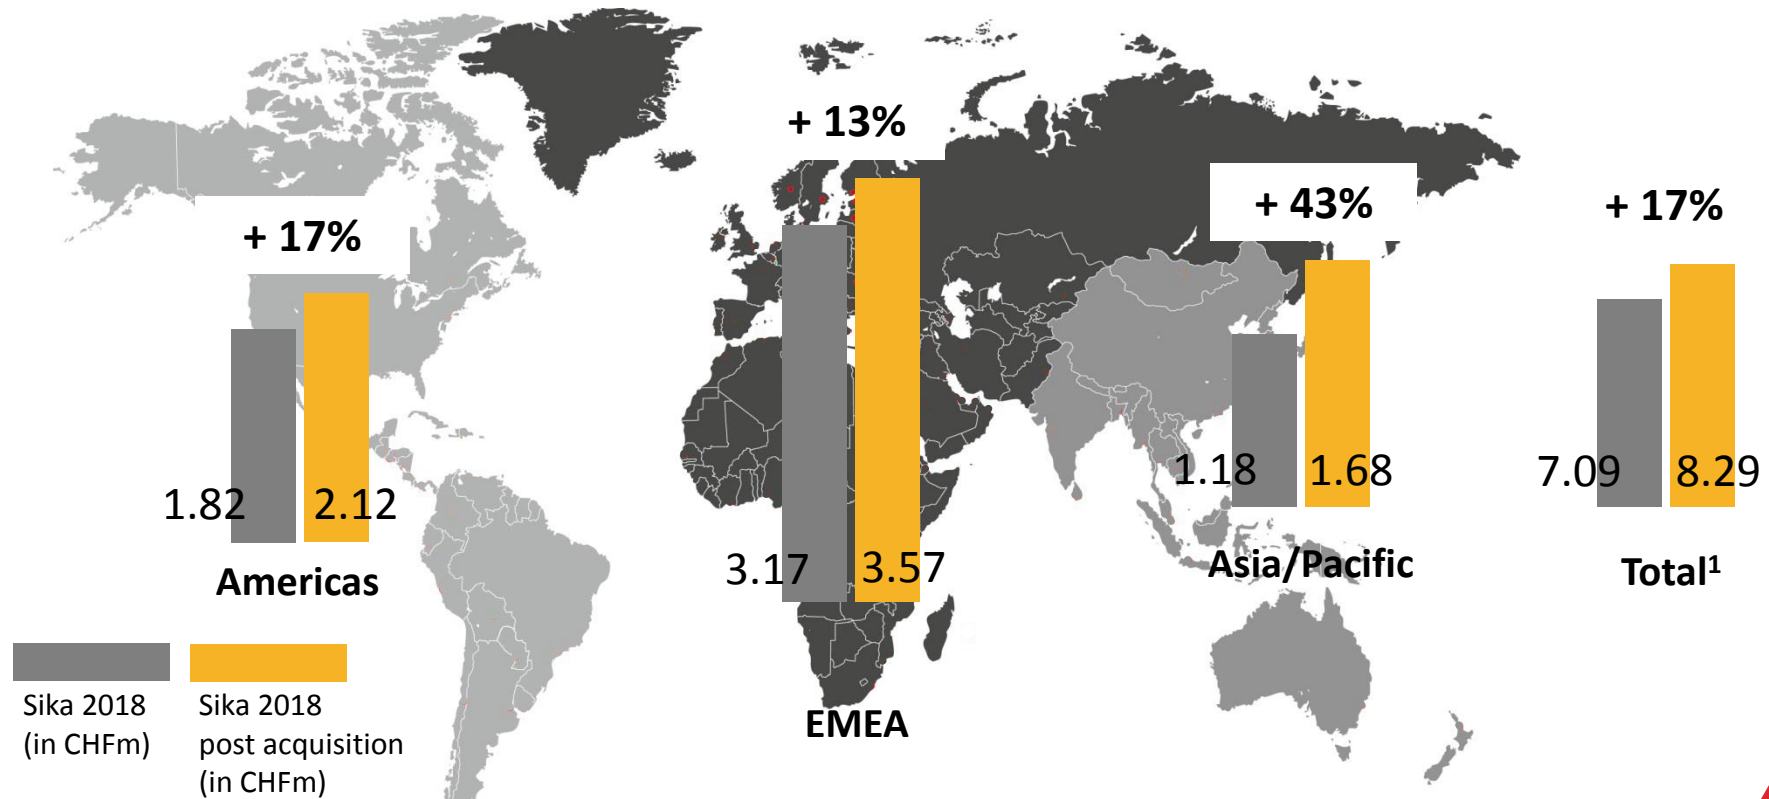 + 13%
+ 17%
+ 43%
+ 17%
1.82
2.12
3.17
3.57
1.18
1.68
7.09
8.29
Americas
EMEA
Asia/Pacific
Total¹
Sika 2018
(in CHFm)
Sika 2018
post acquisition
(in CHFm)